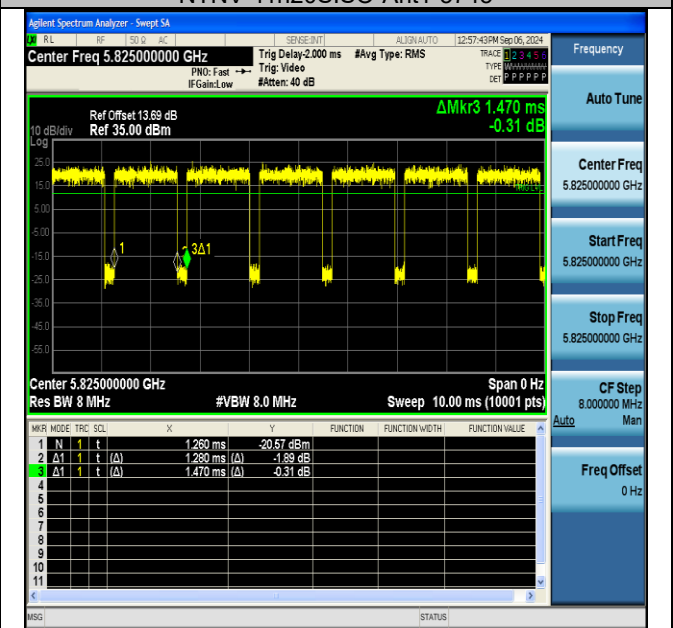 Agilent Spectrum Analyzer - Swept SA
RL RF 50 Ω AC SENSE:INT ALIGN AUTO 12:57:43PM Sep 06, 2024
Center Freq 5.825000000 GHz Trig Delay-2.000 ms #Avg Type: RMS TRACE 1 2 3 4 5 6
PNO: Fast Trig: Video TYPE
IFGain:Low #Atten: 40 dB DET P P P P P P
Frequency
Auto Tune
ΔMkr3 1.470 ms
Ref Offset 13.69 dB
10 dB/div Ref 35.00 dBm -0.31 dB
Log
25.0
15.0
5.00
-5.00
-15.0
-25.0
-35.0
-45.0
-55.0
1
3Δ1
Center Freq
5.825000000 GHz
Start Freq
5.825000000 GHz
Stop Freq
5.825000000 GHz
Center 5.825000000 GHz Span 0 Hz
Res BW 8 MHz #VBW 8.0 MHz Sweep 10.00 ms (10001 pts)
CF Step
8.000000 MHz
Auto Man
Freq Offset
0 Hz
MKR MODE TRC SCL X Y FUNCTION FUNCTION WIDTH FUNCTION VALUE
1 N 1 t 1.260 ms -20.57 dBm
2 Δ1 1 t (Δ) 1.280 ms (Δ) -1.89 dB
3 Δ1 1 t (Δ) 1.470 ms (Δ) -0.31 dB
4
5
6
7
8
9
10
11
MSG STATUS